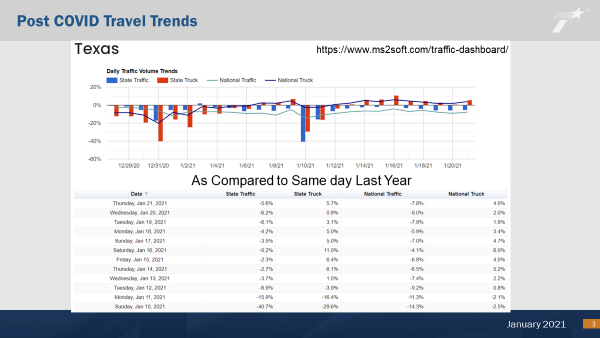 Post COVID Travel Trends
Texas
https://www.ms2soft.com/traffic-dashboard/
Daily Traffic Volume Trends
State Traffic State Truck National Traffic National Truck
20%
0%
-20%
-40%
-60%
12/29/20 12/31/20 1/2/21 1/4/21 1/6/21 1/8/21 1/10/21 1/12/21 1/14/21 1/16/21 1/18/21 1/20/21
As Compared to Same day Last Year
Date State Traffic State Truck National Traffic National Truck
Thursday, Jan 21, 2021 -5.6% 5.7% -7.8% 4.0%
Wednesday, Jan 20, 2021 -6.2% 0.8% -9.0% 2.0%
Tuesday, Jan 19, 2021 -6.1% 3.1% -7.9% 1.9%
Monday, Jan 18, 2021 -4.2% 5.0% -5.9% 3.4%
Sunday, Jan 17, 2021 -3.5% 5.0% -7.0% 4.7%
Saturday, Jan 16, 2021 -0.2% 11.0% -4.1% 6.0%
Friday, Jan 15, 2021 -2.3% 6.4% -6.8% 4.0%
Thursday, Jan 14, 2021 -2.7% 6.1% -6.5% 5.2%
Wednesday, Jan 13, 2021 -3.7% 1.0% -7.4% 2.2%
Tuesday, Jan 12, 2021 -6.9% -3.9% -9.2% 0.8%
Monday, Jan 11, 2021 -15.9% -16.4% -11.3% -2.1%
Sunday, Jan 10, 2021 -40.7% -29.6% -14.3% -2.5%
January 2021 3